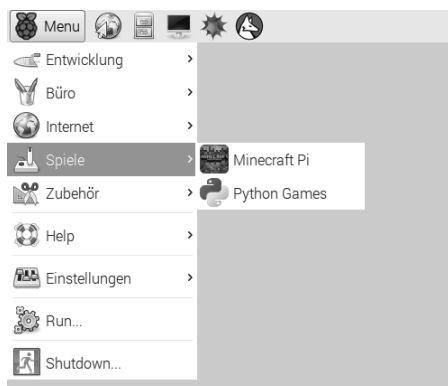 Menu
Entwicklung
Büro
Internet
Spiele
Minecraft Pi
Python Games
Zubehör
Help
Einstellungen
Run...
Shutdown...